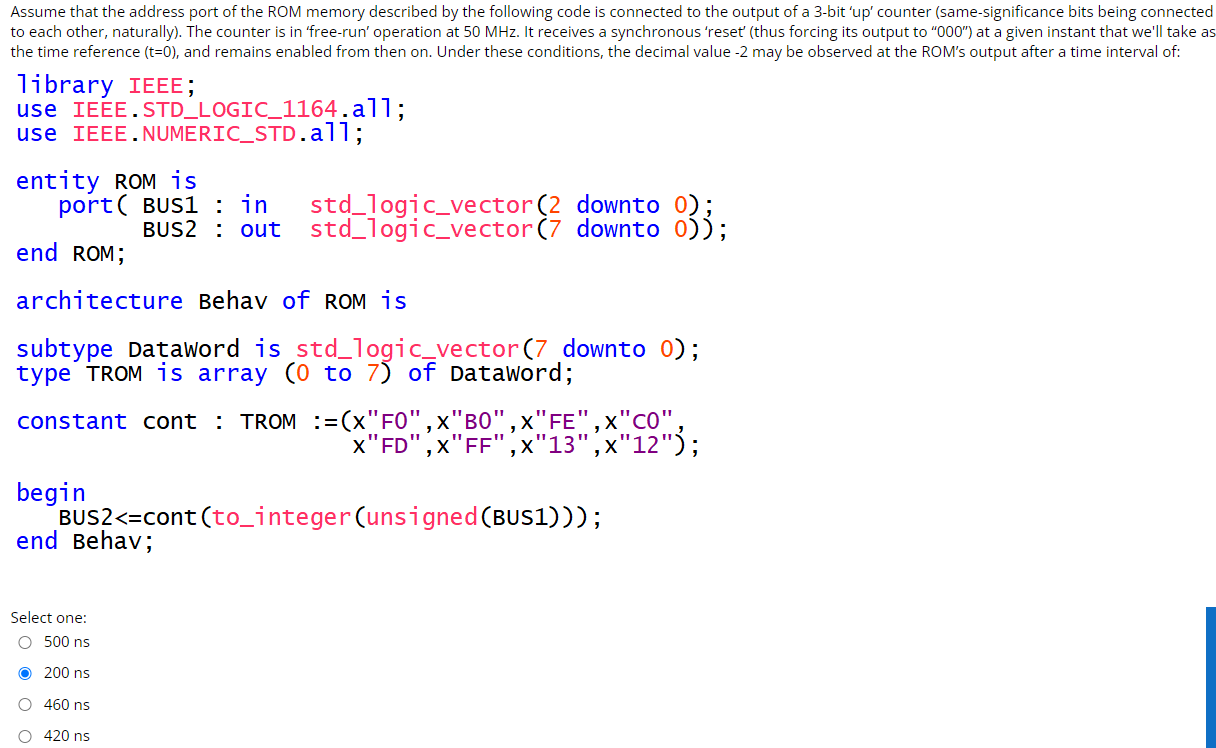 Assume that the address port of the ROM memory described by the following code is connected to the output of a 3-bit ‘up’ counter (same-significance bits being connected
to each other, naturally). The counter is in ‘free-run’ operation at 50 MHz. It receives a synchronous ‘reset’ (thus forcing its output to “000”) at a given instant that we'll take as
the time reference (t=0), and remains enabled from then on. Under these conditions, the decimal value -2 may be observed at the ROM’s output after a time interval of:
library IEEE;
use IEEE.STD_LOGIC_1164.all;
use IEEE.NUMERIC_STD.all;
entity ROM is
port( BUS1 : in std_logic_vector(2 downto 0);
BUS2 : out std_logic_vector(7 downto 0));
end ROM;
architecture Behav of ROM is
subtype DataWord is std_logic_vector(7 downto 0);
type TROM is array (0 to 7) of DataWord;
constant cont : TROM :=(x"F0",x"B0",x"FE",x"C0",
x"FD",x"FF",x"13",x"12");
begin
BUS2<=cont(to_integer(unsigned(BUS1)));
end Behav;
Select one:
500 ns
200 ns
460 ns
420 ns